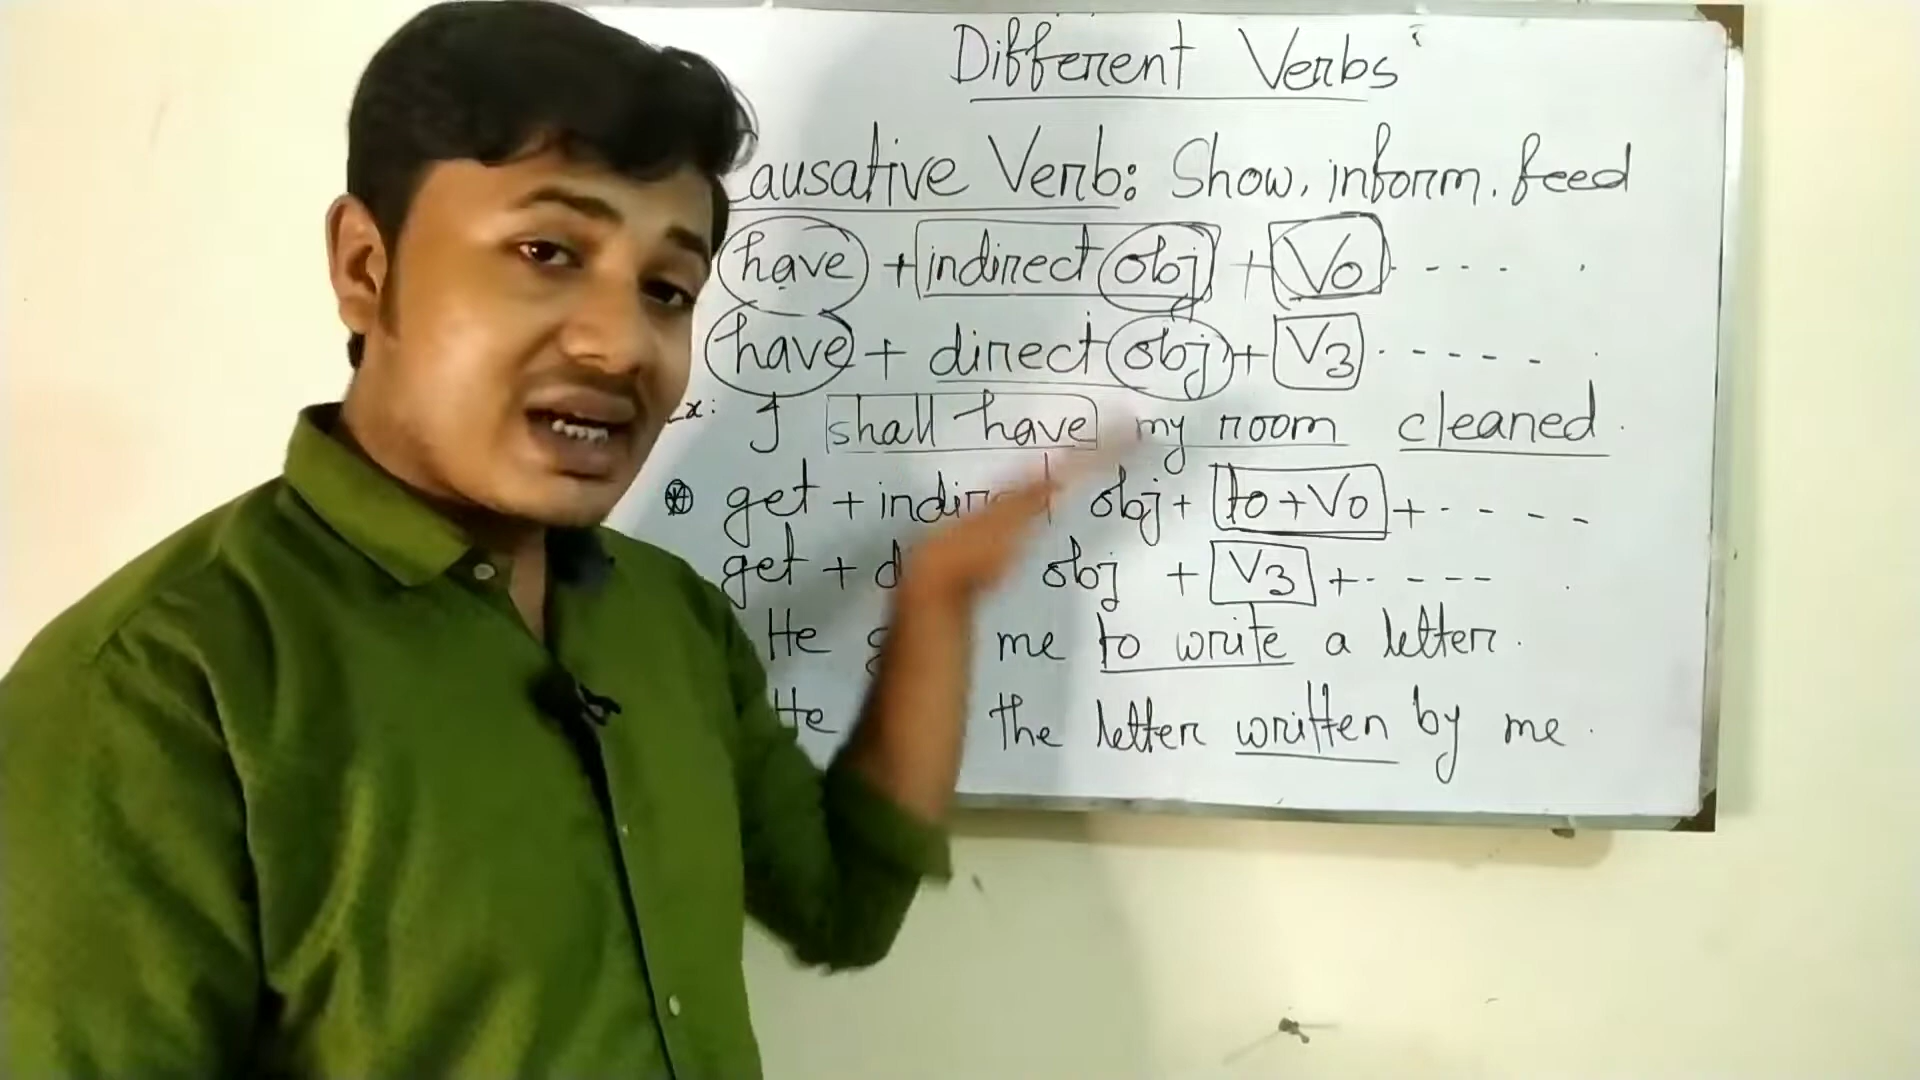 Different Verbs
Causative Verb: Show, inform, feed
have + indirect obj + Vo - - - .
have + direct obj + V3 - - - - - .
Ex: I shall have my room cleaned.
get + indirect obj + to + Vo + - - - -
get + obj + V3 + - - - - .
He me to write a letter.
He the letter written by me.